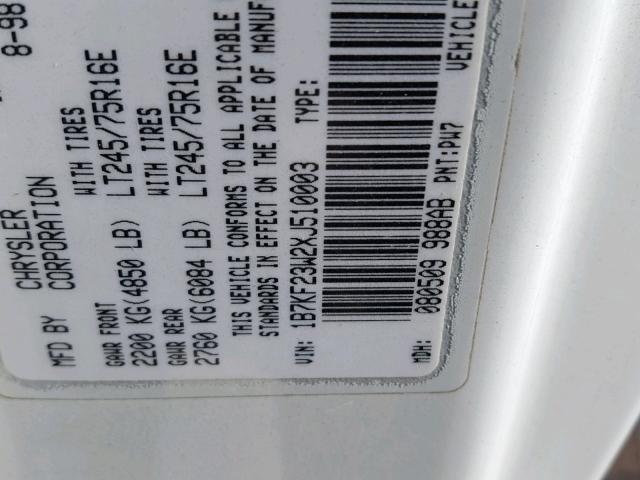 8-98
MFD BY CHRYSLER
CORPORATION
GAWR FRONT WITH TIRES
2200 KG(4850 LB) LT245/75R16E
GAWR REAR WITH TIRES
2760 KG(6084 LB) LT245/75R16E
THIS VEHICLE CONFORMS TO ALL APPLICABLE
STANDARDS IN EFFECT ON THE DATE OF MANUF
VIN: 1B7KF23W2XJ510003 TYPE:
VEHICLE
MDH: 080509 988AB PNT:PW7